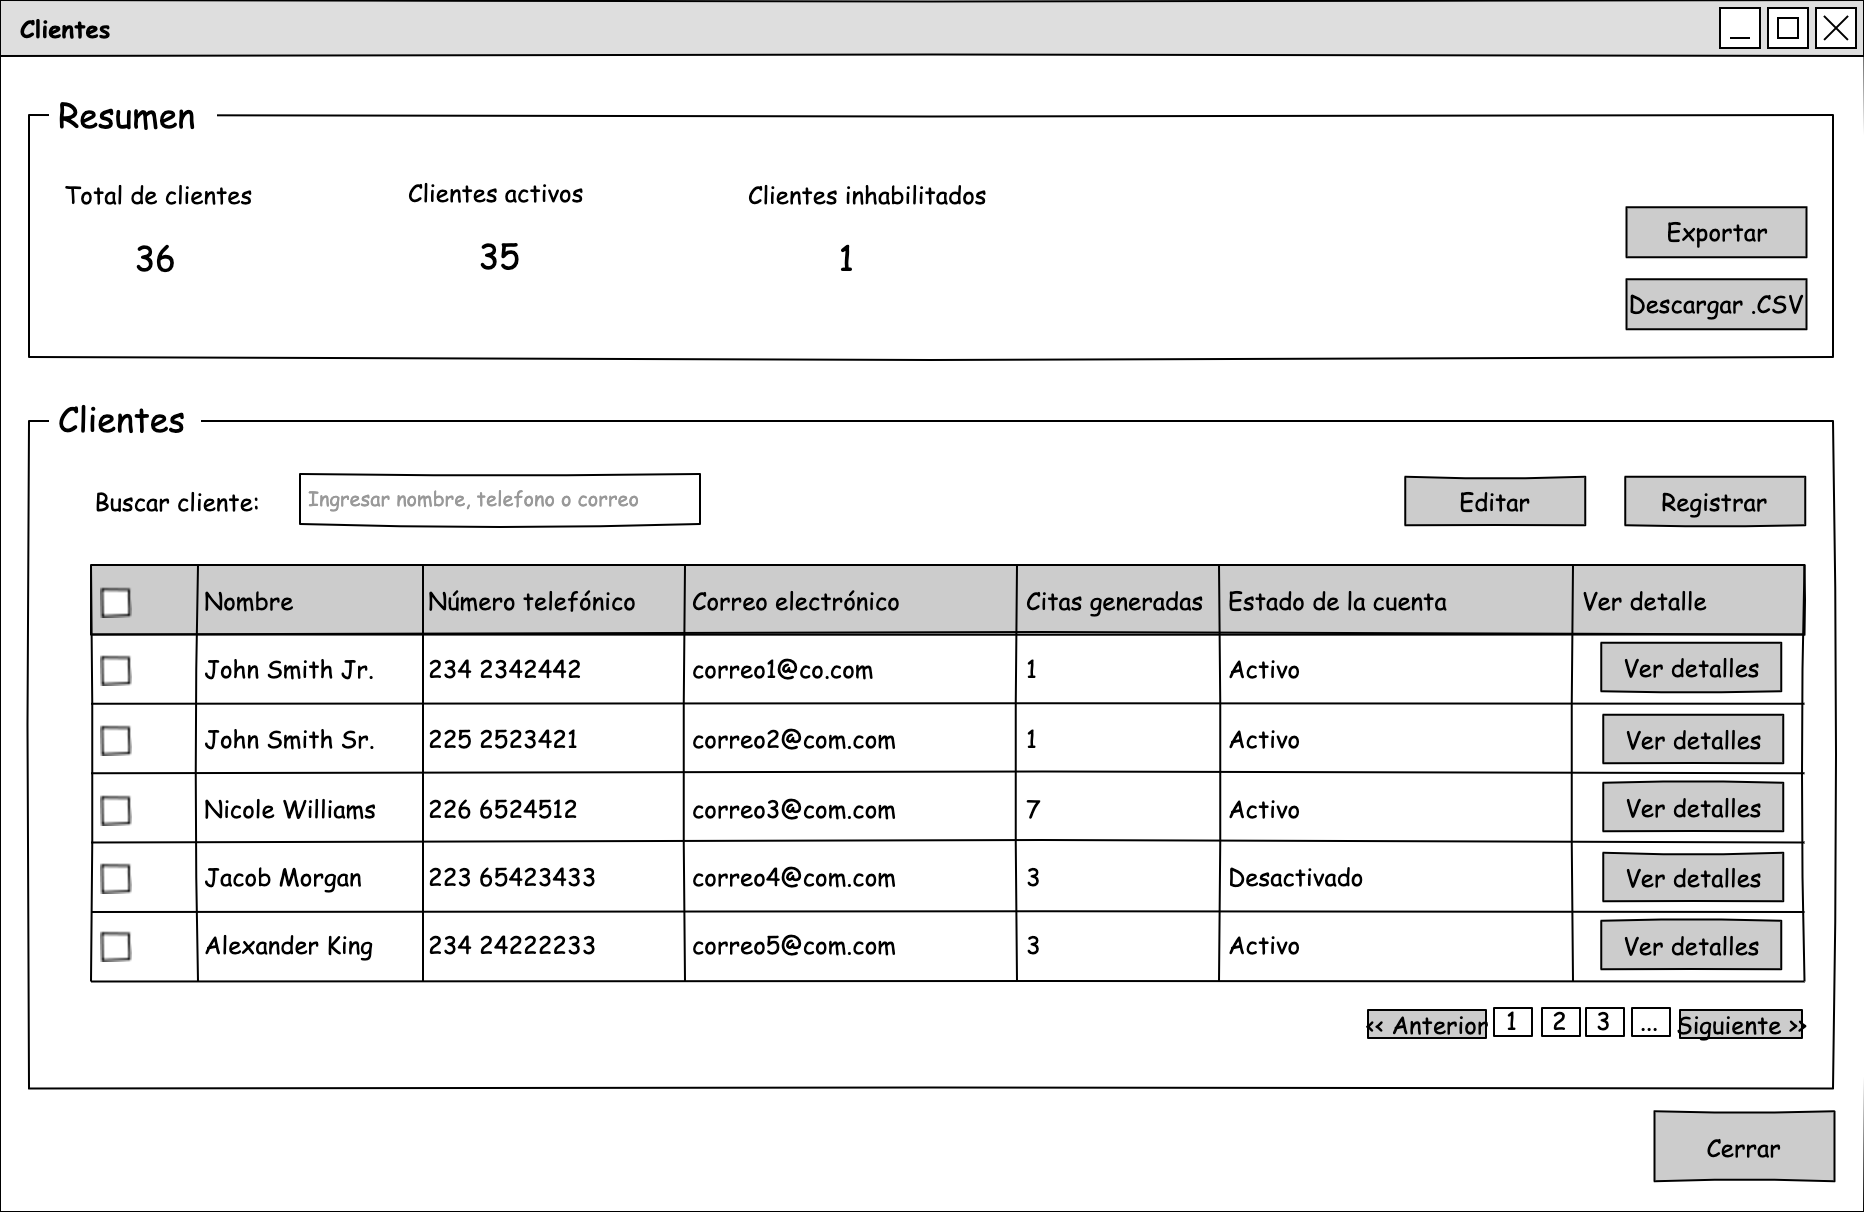 Clientes
Resumen
Total de clientes Clientes activos Clientes inhabilitados
36 35 1
Exportar
Descargar .CSV
Clientes
Buscar cliente: Ingresar nombre, telefono o correo Editar Registrar
Nombre Número telefónico Correo electrónico Citas generadas Estado de la cuenta Ver detalle
John Smith Jr. 234 2342442 correo1@co.com 1 Activo Ver detalles
John Smith Sr. 225 2523421 correo2@com.com 1 Activo Ver detalles
Nicole Williams 226 6524512 correo3@com.com 7 Activo Ver detalles
Jacob Morgan 223 65423433 correo4@com.com 3 Desactivado Ver detalles
Alexander King 234 24222233 correo5@com.com 3 Activo Ver detalles
<< Anterior 1 2 3 ... Siguiente >>
Cerrar